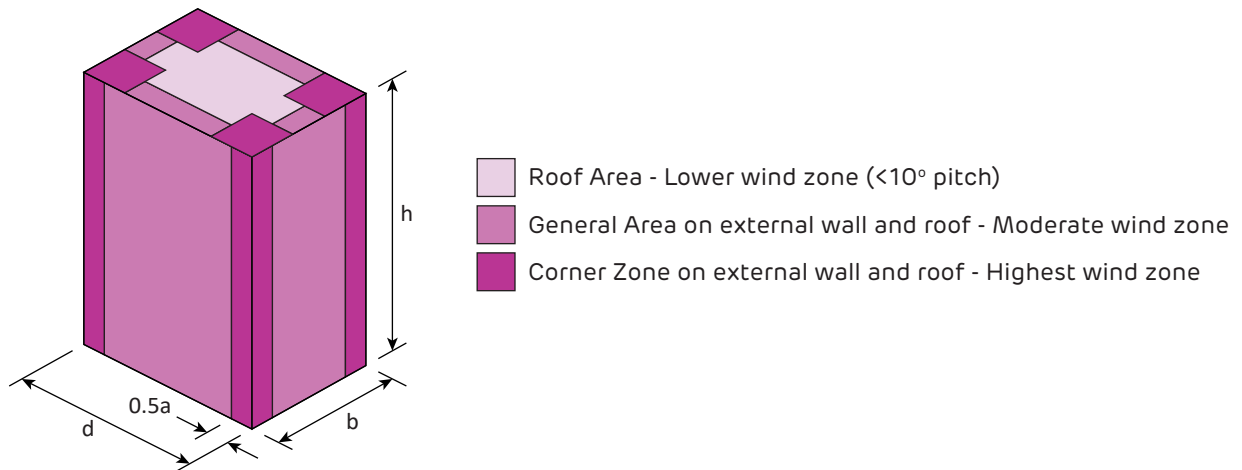 Roof Area - Lower wind zone (<10° pitch)
h
General Area on external wall and roof - Moderate wind zone
Corner Zone on external wall and roof - Highest wind zone
0.5a
d
b